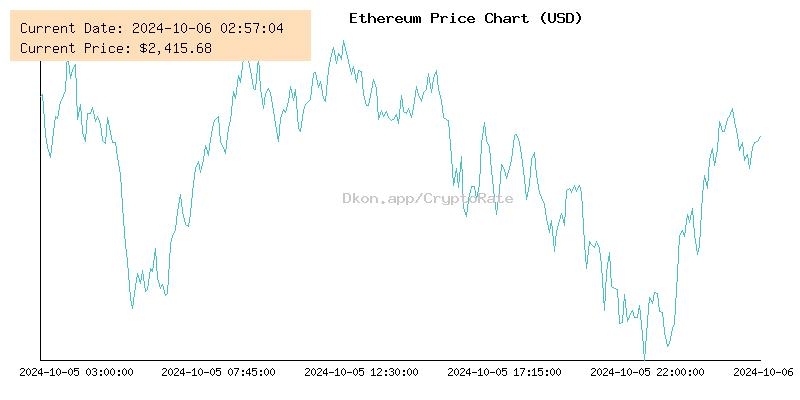 Ethereum Price Chart (USD)
Current Date: 2024-10-06 02:57:04
Current Price: $2,415.68
Dkon.app/CryptoRate
2024-10-05 03:00:00
2024-10-05 07:45:00
2024-10-05 12:30:00
2024-10-05 17:15:00
2024-10-05 22:00:00
2024-10-06